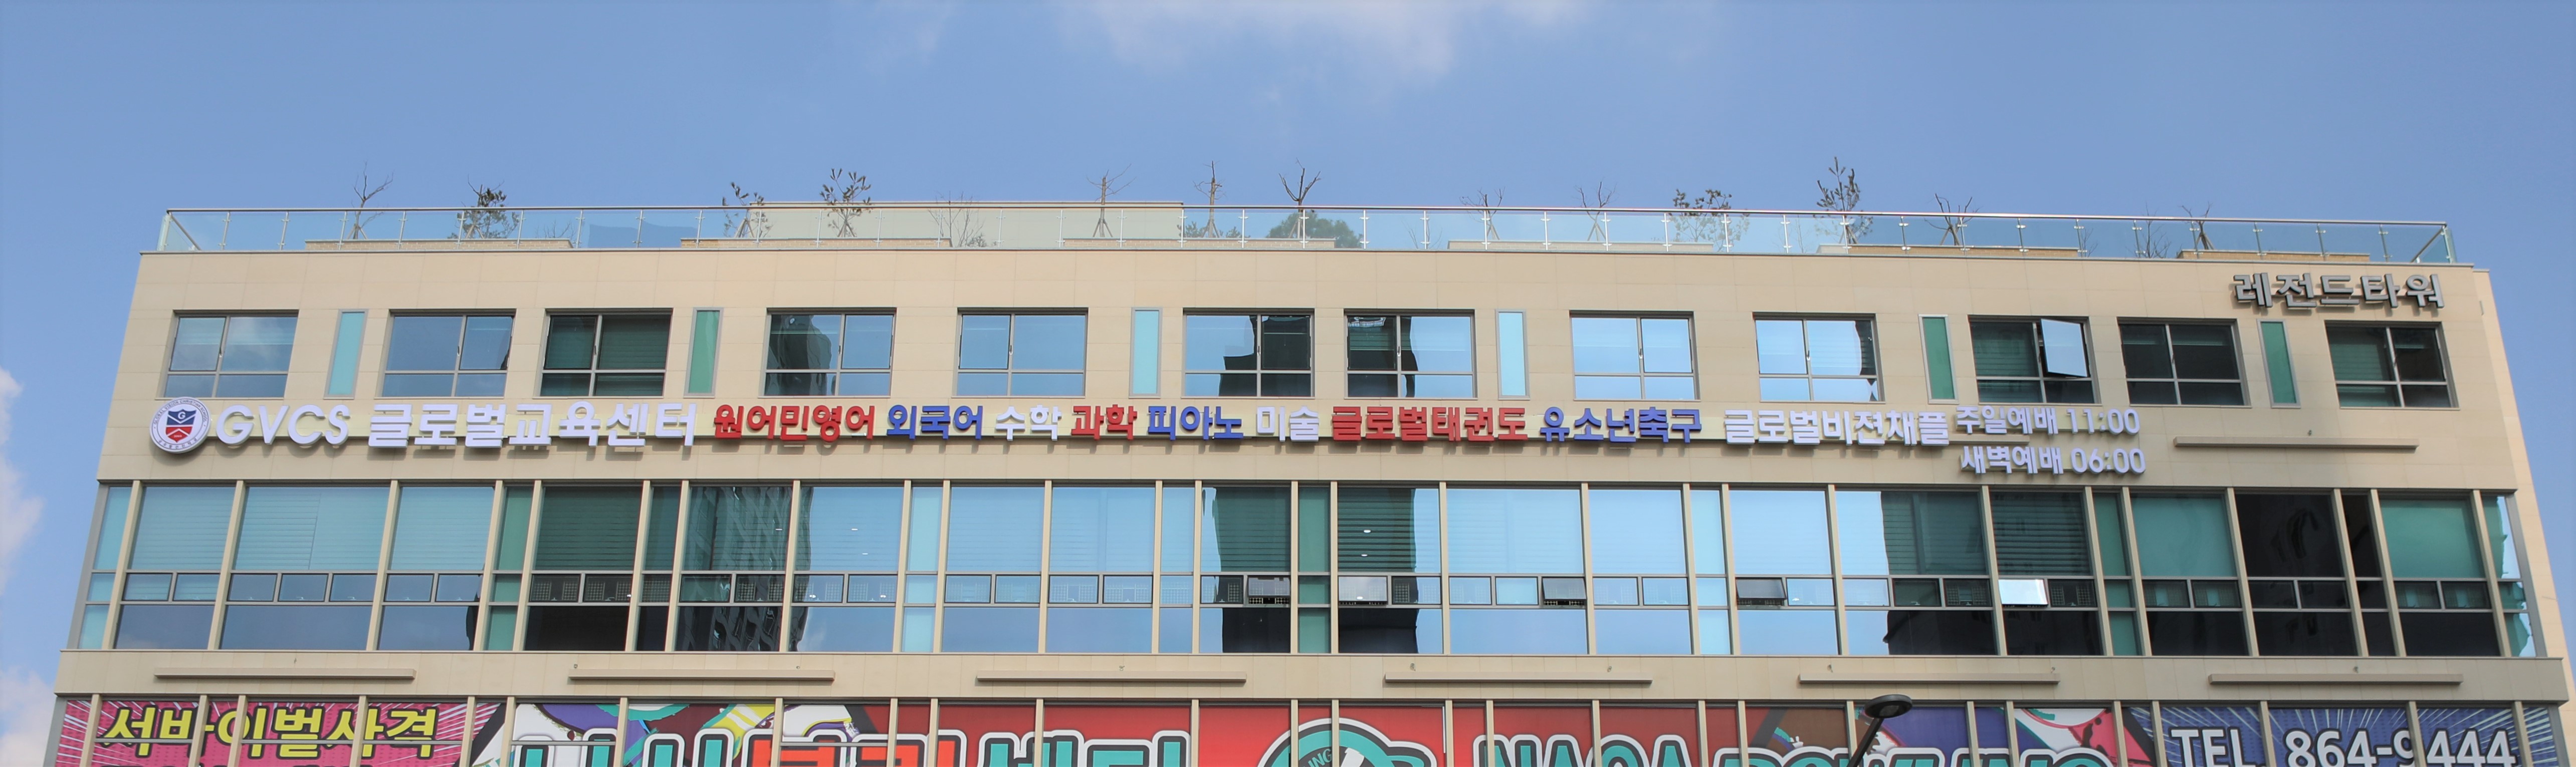 레전드타워
GVCS 글로벌교육센터 원어민영어 외국어 수학 과학 피아노 미술 글로벌태권도 유소년축구 글로벌비전채플 주일예배 11:00
새벽예배 06:00
서바이벌사격
TEL. 864-9444